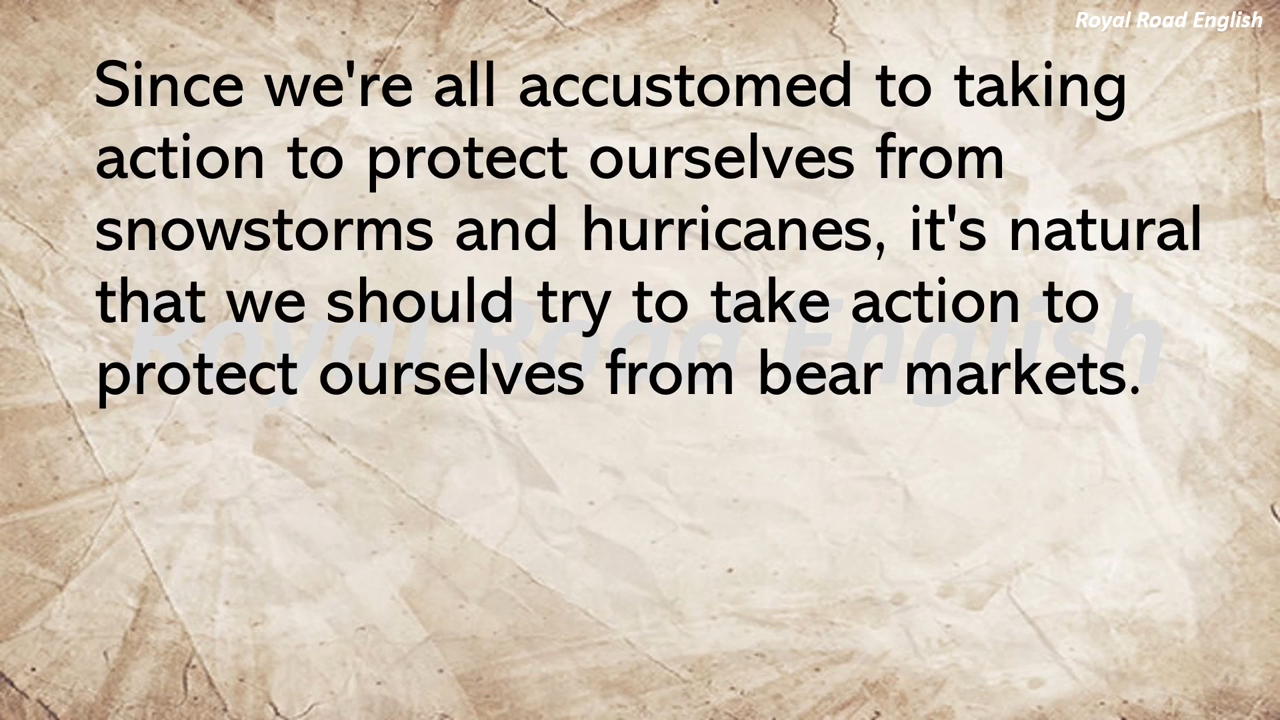 Royal Road English
Since we're all accustomed to taking
action to protect ourselves from
snowstorms and hurricanes, it's natural
that we should try to take action to
Royal Road English
protect ourselves from bear markets.